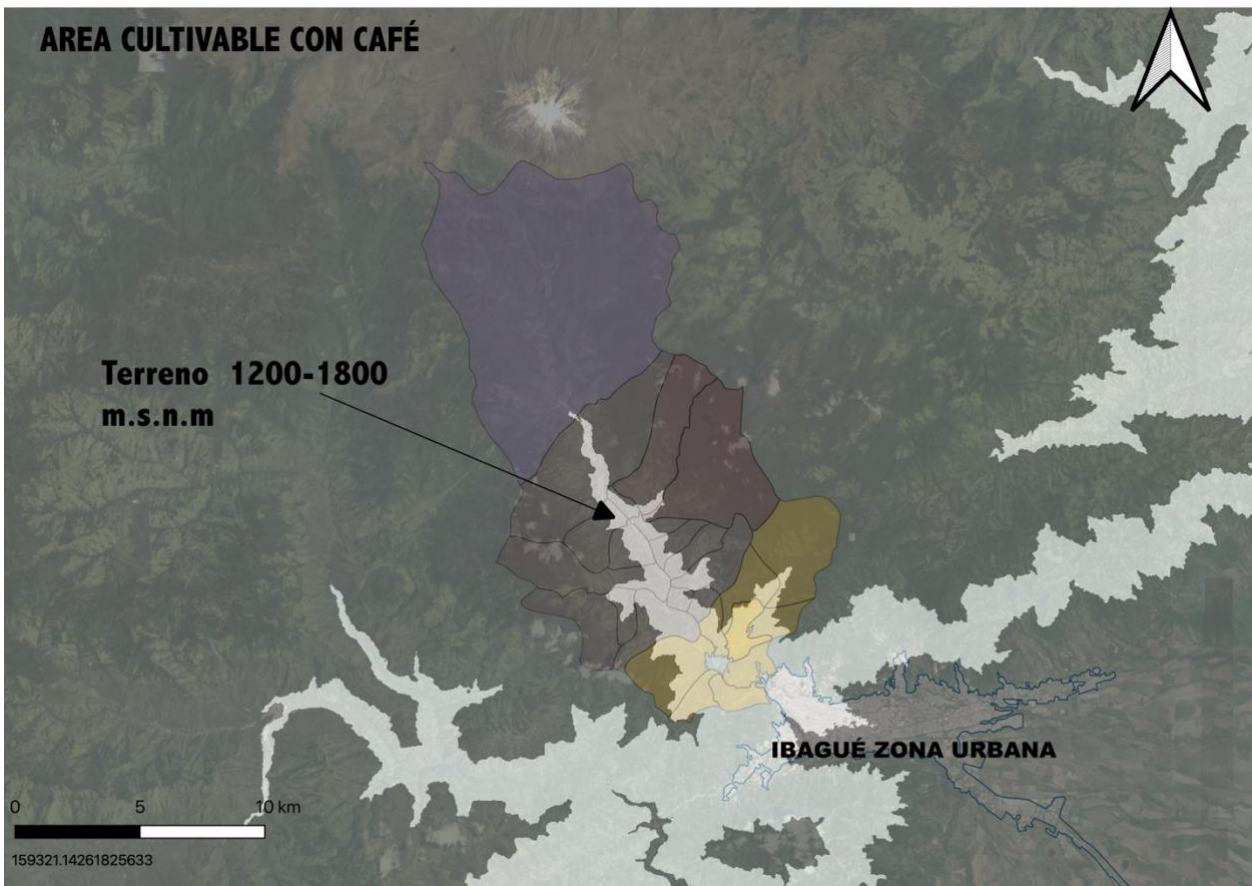 AREA CULTIVABLE CON CAFÉ
Terreno 1200-1800
m.s.n.m
IBAGUÉ ZONA URBANA
0 5 10 km
159321.14261825633